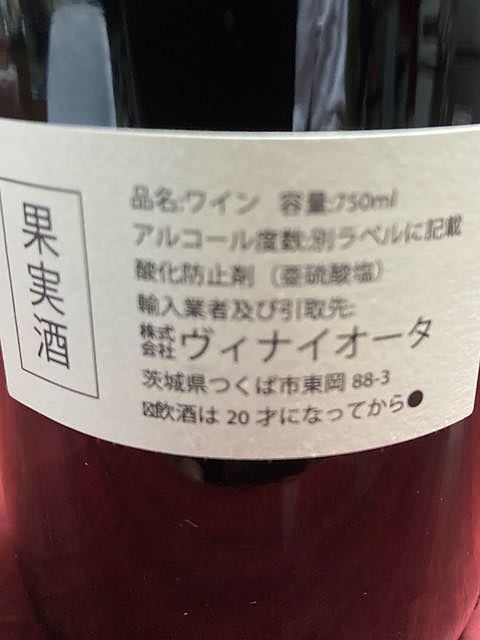 果実酒
品名:ワイン 容量:750ml
アルコール度数:別ラベルに記載
酸化防止剤（亜硫酸塩）
輸入業者及び引取先:
株式会社ヴィナイオータ
茨城県つくば市東岡 88-3
☒飲酒は 20 才になってから●